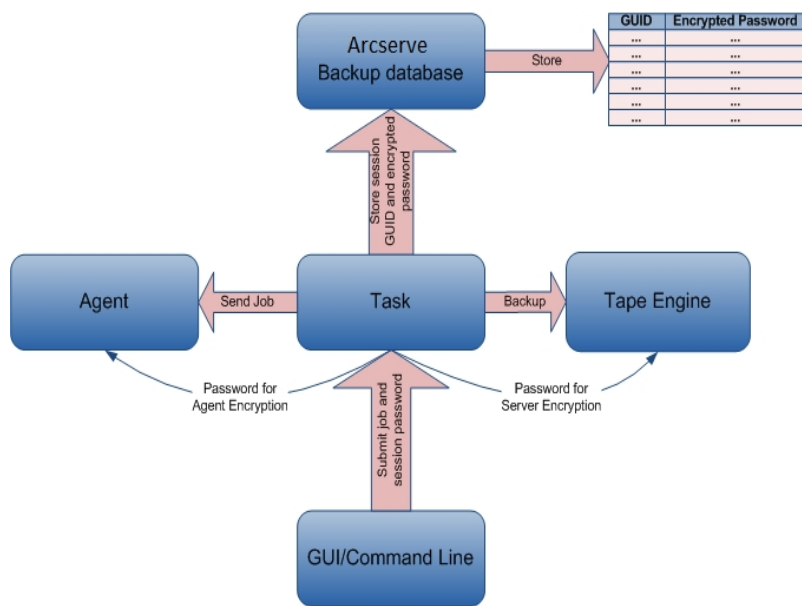 Arcserve
Backup database
Store
GUID Encrypted Password
... ...
... ...
... ...
... ...
... ...
Store session
GUID and encrypted
password
Agent
Send Job
Task
Backup
Tape Engine
Password for
Agent Encryption
Password for
Server Encryption
Submit job and
session password
GUI/Command Line